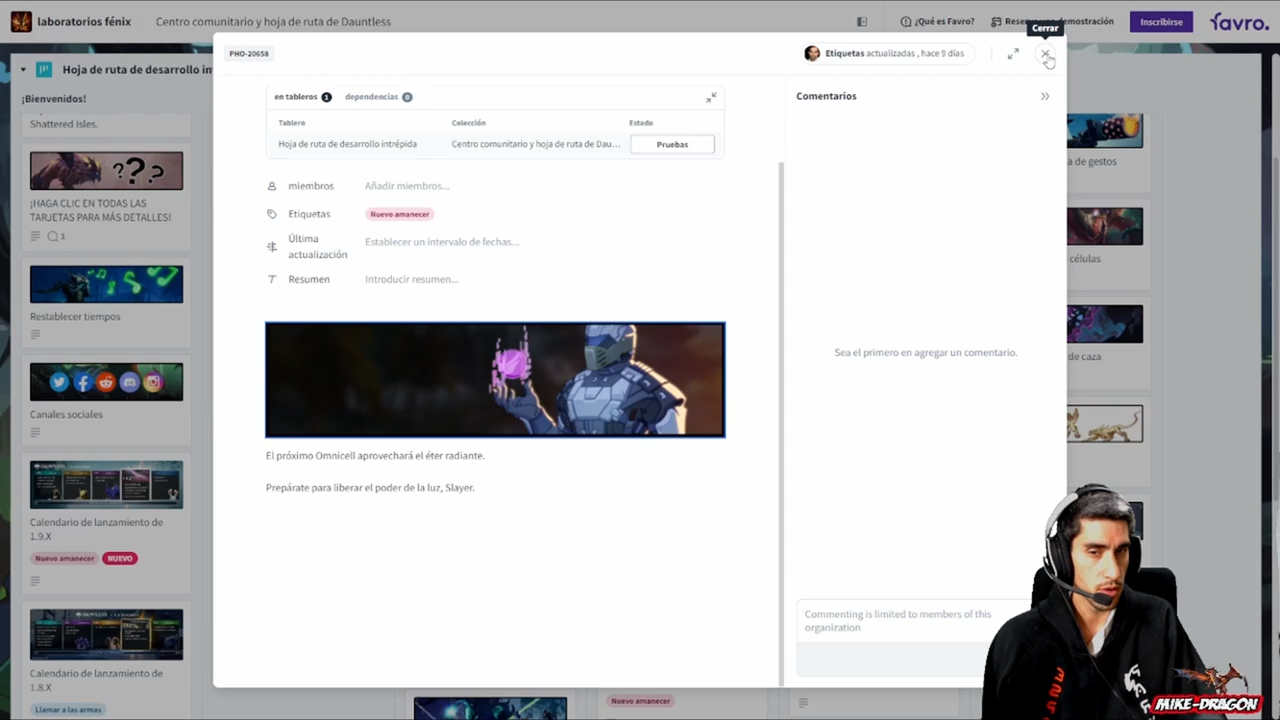 laboratorios fénix
Centro comunitario y hoja de ruta de Dauntless
¿Qué es Favro?
demostración
Inscribirse
favro.
Cerrar
PHO-20658
Etiquetas actualizadas , hace 9 días
Hoja de ruta de desarrollo in
¡Bienvenidos!
Shattered Isles.
???
¡HAGA CLIC EN TODAS LAS
TARJETAS PARA MÁS DETALLES!
1
Restablecer tiempos
Canales sociales
Calendario de lanzamiento de
1.9.X
Nuevo amanecer
NUEVO
Calendario de lanzamiento de
1.8.X
Llamar a las armas
en tableros 1
dependencias 0
Tablero
Colección
Estado
Hoja de ruta de desarrollo intrépida
Centro comunitario y hoja de ruta de Dau...
Pruebas
miembros
Añadir miembros...
Etiquetas
Nuevo amanecer
Última
actualización
Establecer un intervalo de fechas...
Resumen
Introducir resumen...
El próximo Omnicell aprovechará el éter radiante.
Prepárate para liberar el poder de la luz, Slayer.
Comentarios
Sea el primero en agregar un comentario.
Commenting is limited to members of this
organization
a de gestos
células
de caza
Nuevo amanecer
MIKE-DRAGON